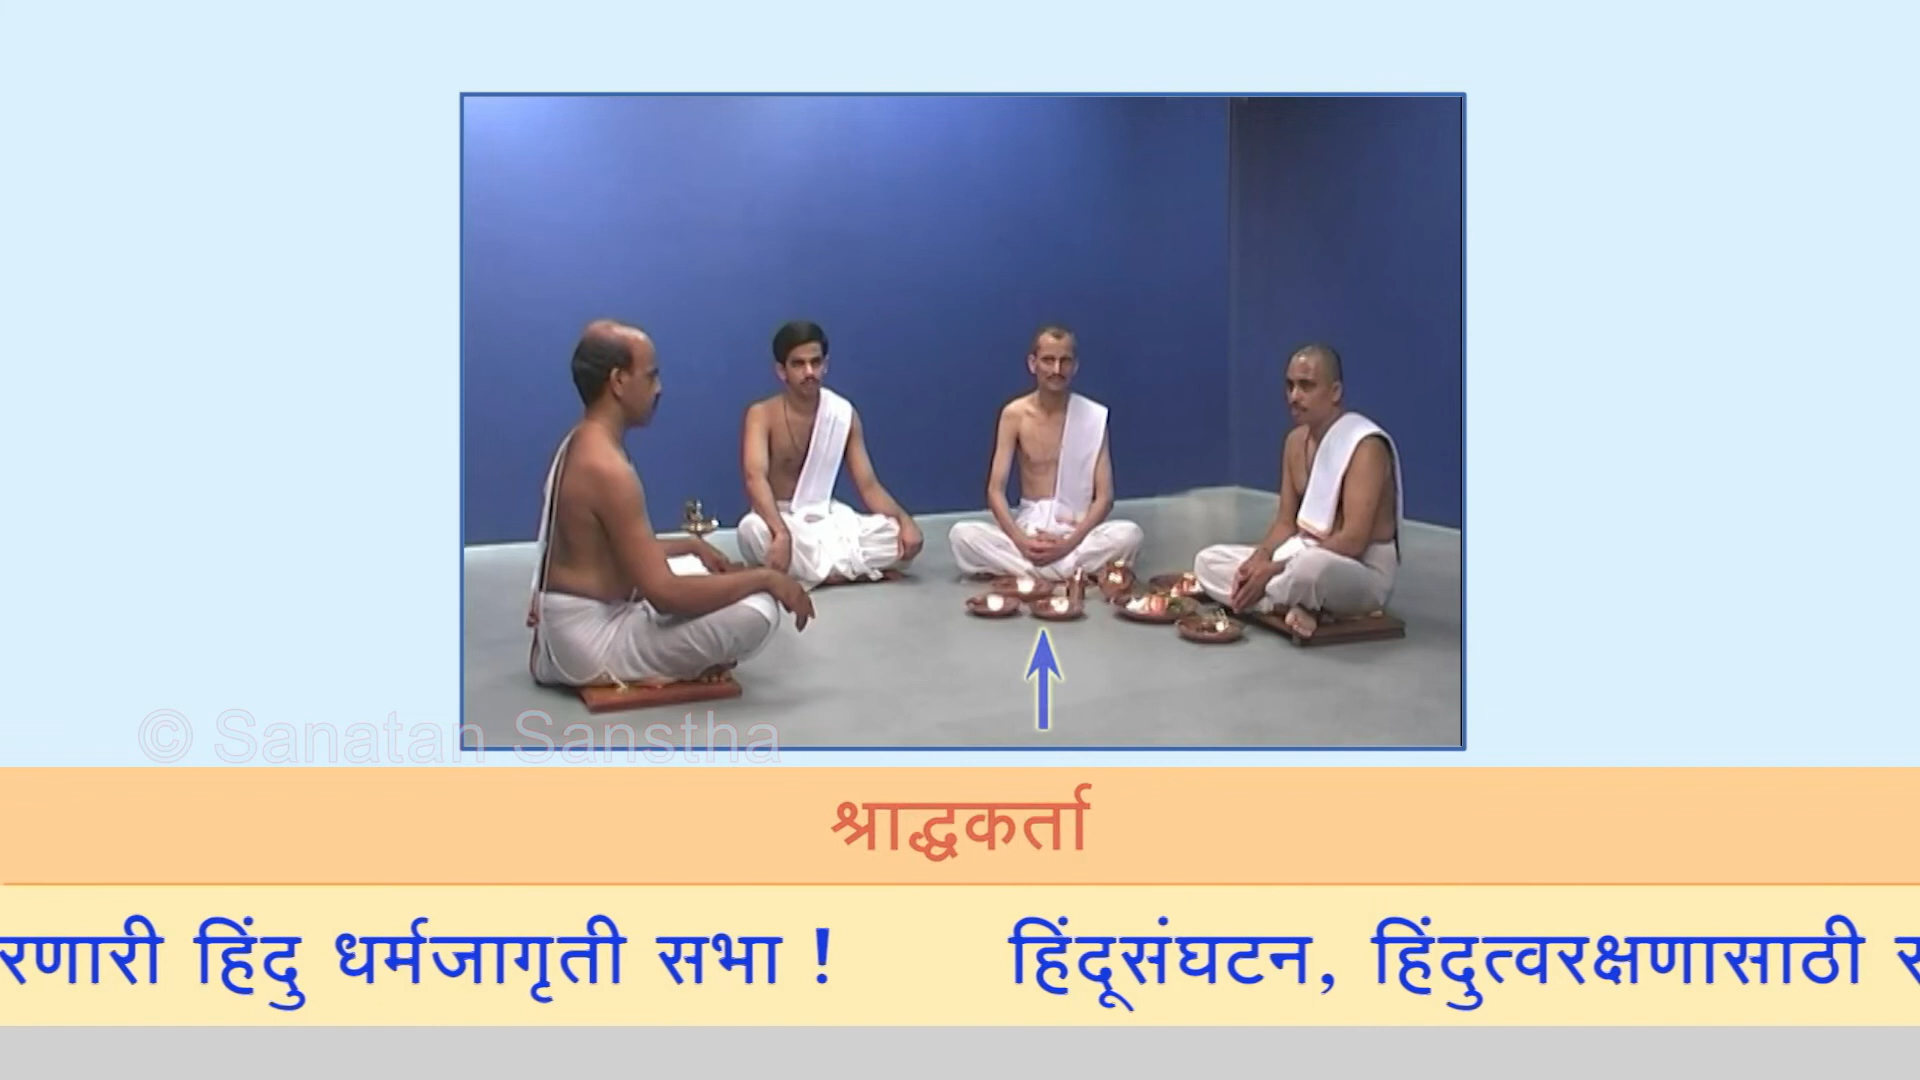 © Sanatan Sanstha
श्राद्धकर्ता
रणारी हिंदु धर्मजागृती सभा ! हिंदूसंघटन, हिंदुत्वरक्षणासाठी